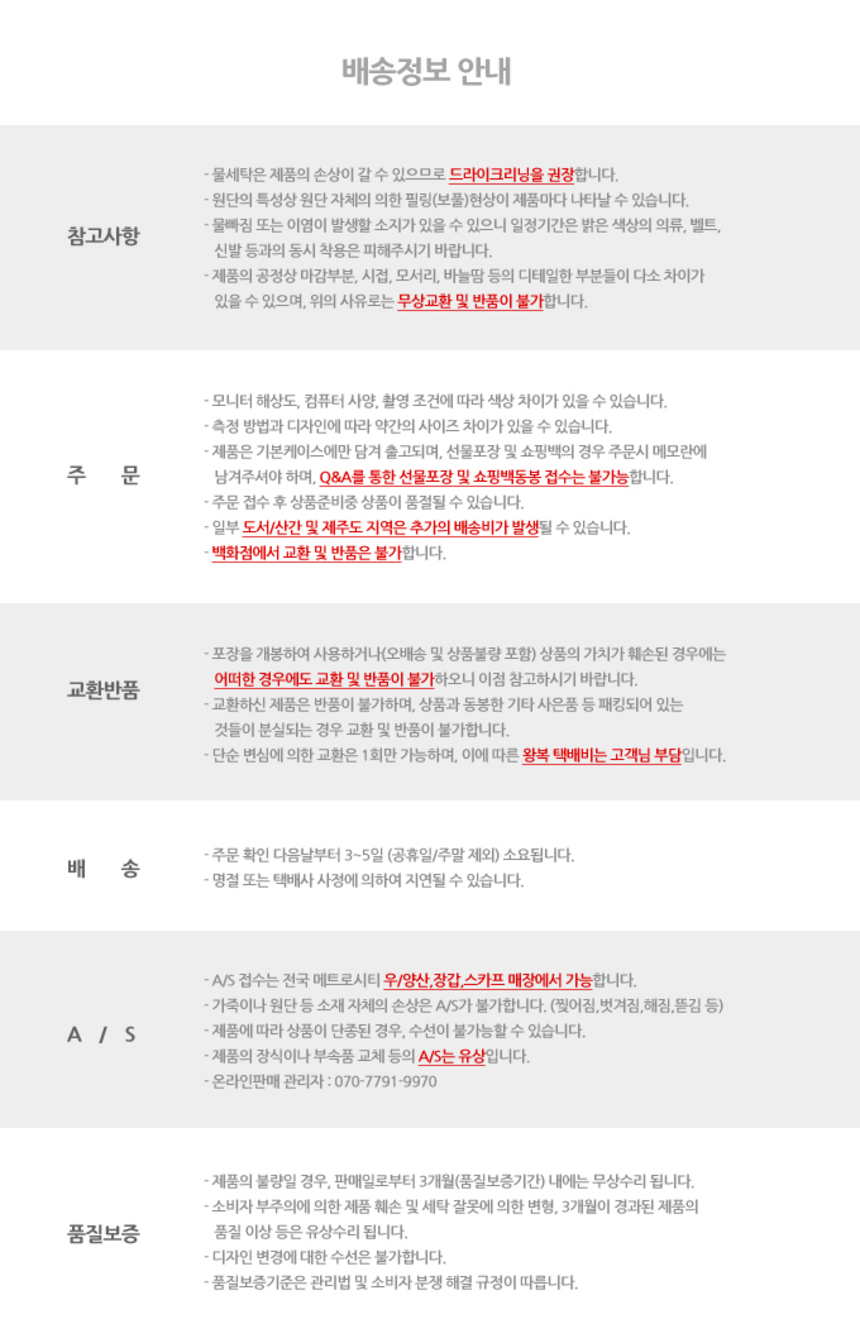 배송정보 안내
참고사항
- 물세탁은 제품의 손상이 갈 수 있으므로 드라이크리닝을 권장합니다.
- 원단의 특성상 원단 자체의 의한 필링(보풀)현상이 제품마다 나타날 수 있습니다.
- 물빠짐 또는 이염이 발생할 소지가 있을 수 있으니 일정기간은 밝은 색상의 의류, 벨트,
신발 등과의 동시 착용은 피해주시기 바랍니다.
- 제품의 공정상 마감부분, 시접, 모서리, 바늘땀 등의 디테일한 부분들이 다소 차이가
있을 수 있으며, 위의 사유로는 무상교환 및 반품이 불가합니다.
주 문
- 모니터 해상도, 컴퓨터 사양, 촬영 조건에 따라 색상 차이가 있을 수 있습니다.
- 측정 방법과 디자인에 따라 약간의 사이즈 차이가 있을 수 있습니다.
- 제품은 기본케이스에만 담겨 출고되며, 선물포장 및 쇼핑백의 경우 주문시 메모란에
남겨주셔야 하며, Q&A를 통한 선물포장 및 쇼핑백동봉 접수는 불가능합니다.
- 주문 접수 후 상품준비중 상품이 품절될 수 있습니다.
- 일부 도서/산간 및 제주도 지역은 추가의 배송비가 발생될 수 있습니다.
- 백화점에서 교환 및 반품은 불가합니다.
교환반품
- 포장을 개봉하여 사용하거나(오배송 및 상품불량 포함) 상품의 가치가 훼손된 경우에는
어떠한 경우에도 교환 및 반품이 불가하오니 이점 참고하시기 바랍니다.
- 교환하신 제품은 반품이 불가하며, 상품과 동봉한 기타 사은품 등 패킹되어 있는
것들이 분실되는 경우 교환 및 반품이 불가합니다.
- 단순 변심에 의한 교환은 1회만 가능하며, 이에 따른 왕복 택배비는 고객님 부담입니다.
배 송
- 주문 확인 다음날부터 3~5일 (공휴일/주말 제외) 소요됩니다.
- 명절 또는 택배사 사정에 의하여 지연될 수 있습니다.
A / S
- A/S 접수는 전국 메트로시티 우/양산,장갑,스카프 매장에서 가능합니다.
- 가죽이나 원단 등 소재 자체의 손상은 A/S가 불가합니다. (찢어짐,벗겨짐,해짐,뜯김 등)
- 제품에 따라 상품이 단종된 경우, 수선이 불가능할 수 있습니다.
- 제품의 장식이나 부속품 교체 등의 A/S는 유상입니다.
- 온라인판매 관리자 : 070-7791-9970
품질보증
- 제품의 불량일 경우, 판매일로부터 3개월(품질보증기간) 내에는 무상수리 됩니다.
- 소비자 부주의에 의한 제품 훼손 및 세탁 잘못에 의한 변형, 3개월이 경과된 제품의
품질 이상 등은 유상수리 됩니다.
- 디자인 변경에 대한 수선은 불가합니다.
- 품질보증기준은 관리법 및 소비자 분쟁 해결 규정이 따릅니다.